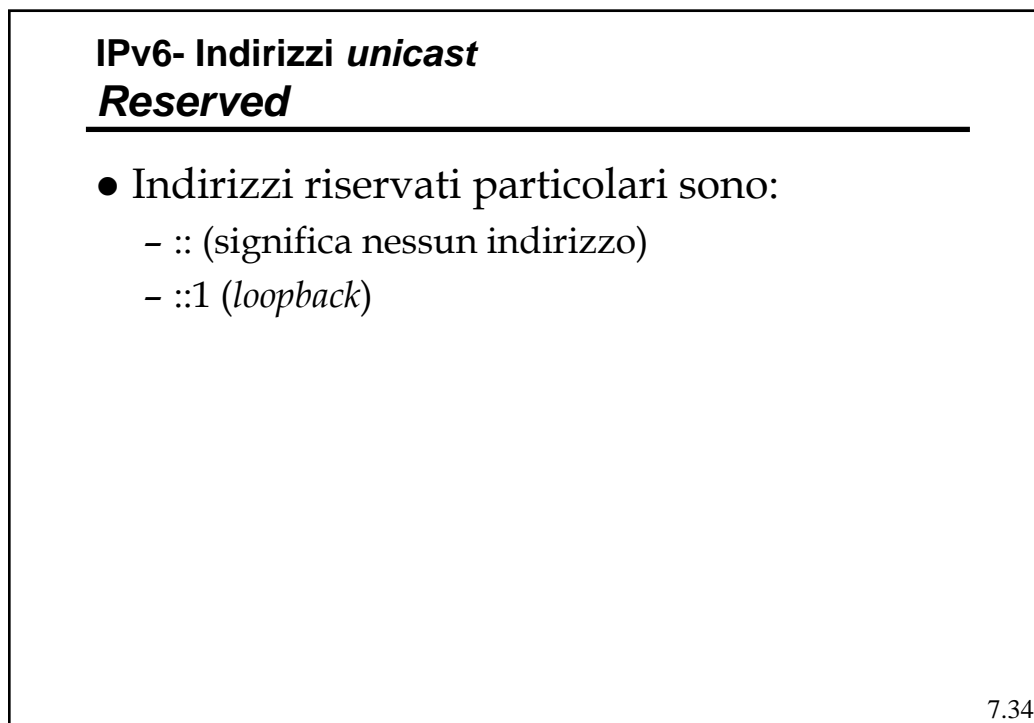 IPv6- Indirizzi unicast
Reserved
● Indirizzi riservati particolari sono:
– :: (significa nessun indirizzo)
– ::1 (loopback)
7.34